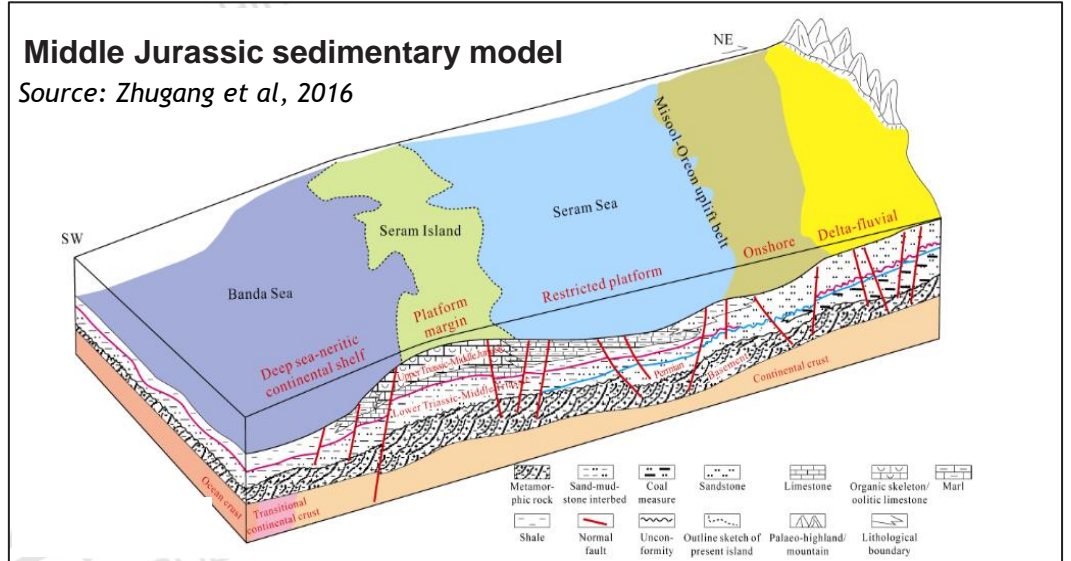 Middle Jurassic sedimentary model
Source: Zhugang et al, 2016
NE
SW
Misool-Oreon uplift belt
Seram Sea
Seram Island
Banda Sea
Delta-fluvial
Onshore
Restricted platform
Platform
margin
Deep sea-neritic
continental shelf
Upper Triassic-Middle Jurassic
Lower Triassic-Middle
Permian
Basement
Continental crust
Ocean crust
Transitional
continental crust
Metamor-
phic rock
Sand-mud-
stone interbed
Coal
measure
Sandstone
Limestone
Organic skeleton/
oolitic limestone
Marl
Shale
Normal
fault
Uncon-
formity
Outline sketch of
present island
Palaeo-highland/
mountain
Lithological
boundary